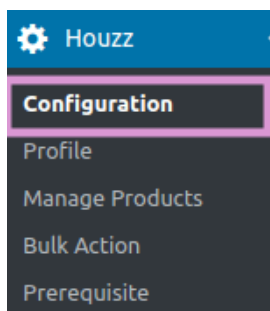 Houzz
Configuration
Profile
Manage Products
Bulk Action
Prerequisite